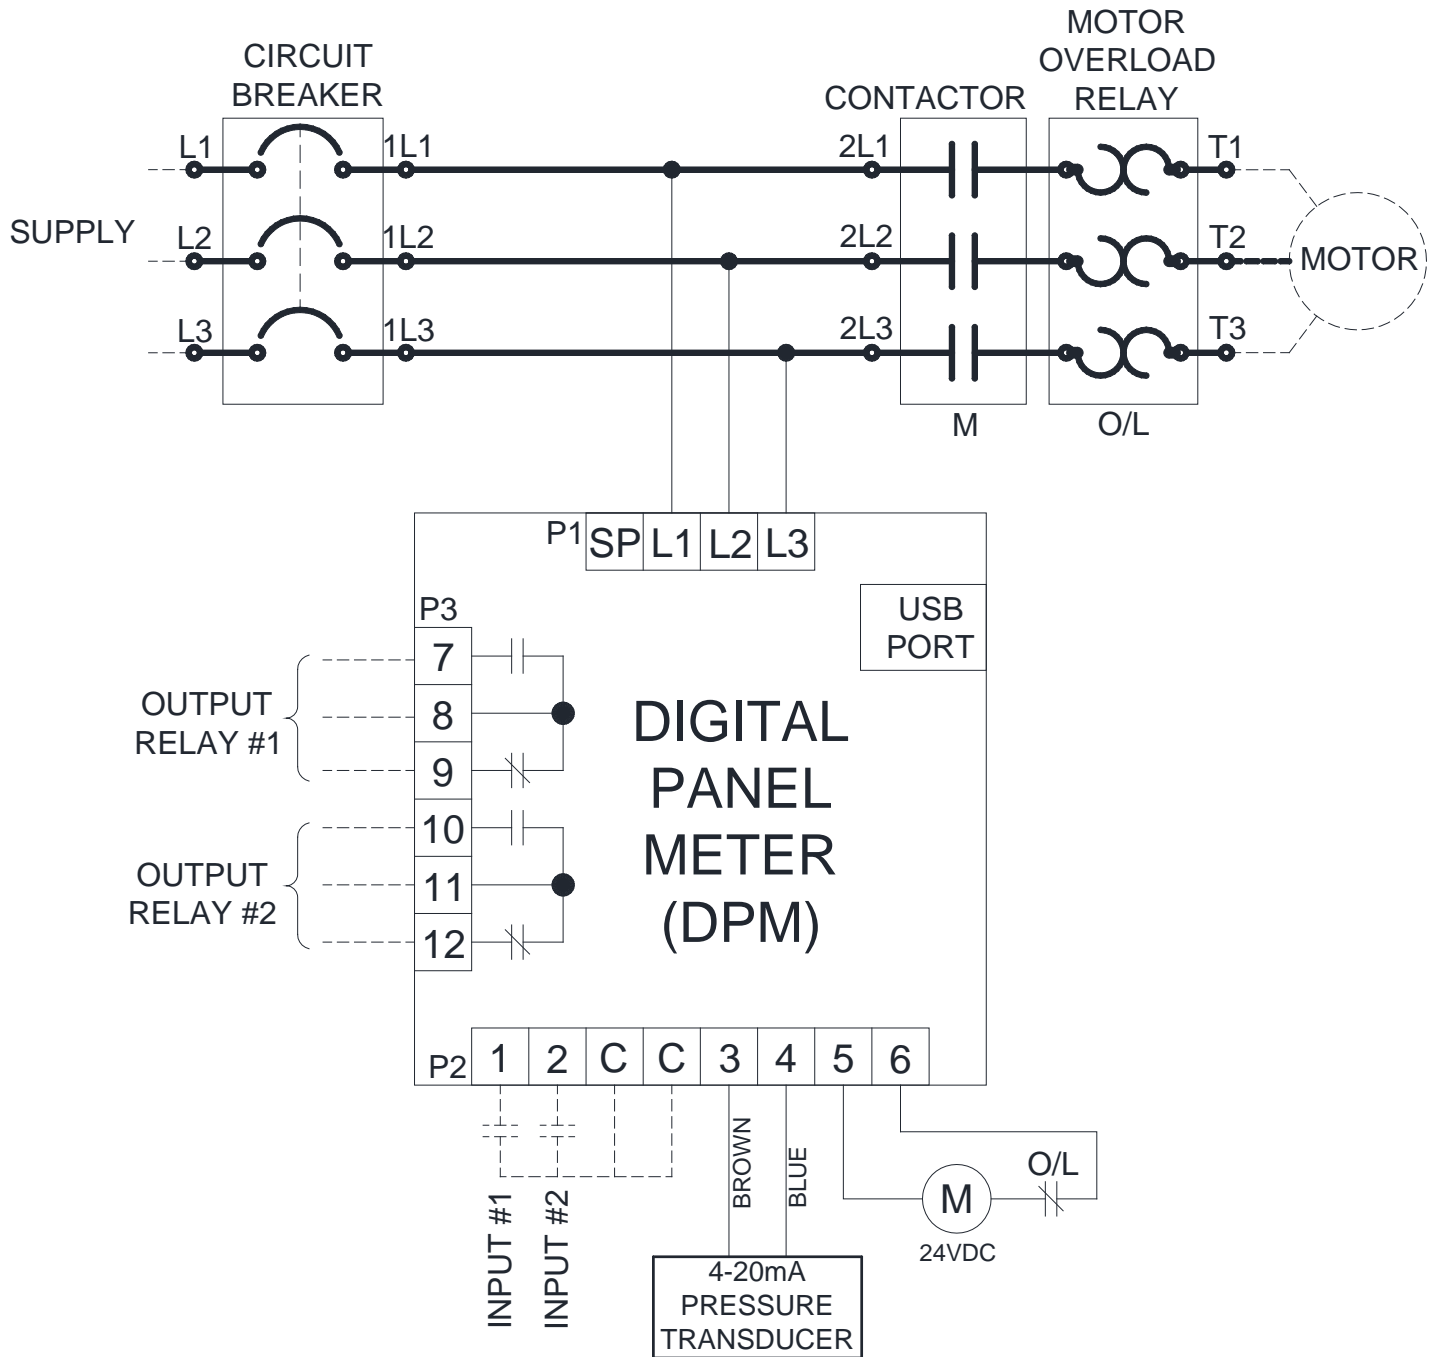 CIRCUIT
BREAKER
CONTACTOR
MOTOR
OVERLOAD
RELAY
L1
1L1
2L1
T1
SUPPLY
L2
1L2
2L2
T2
MOTOR
L3
1L3
2L3
T3
M
O/L
P1
SP
L1
L2
L3
USB
PORT
P3
7
8
9
10
11
12
OUTPUT
RELAY #1
OUTPUT
RELAY #2
DIGITAL
PANEL
METER
(DPM)
P2
1
2
C
C
3
4
5
6
BROWN
BLUE
INPUT #1
INPUT #2
O/L
M
24VDC
4-20mA
PRESSURE
TRANSDUCER